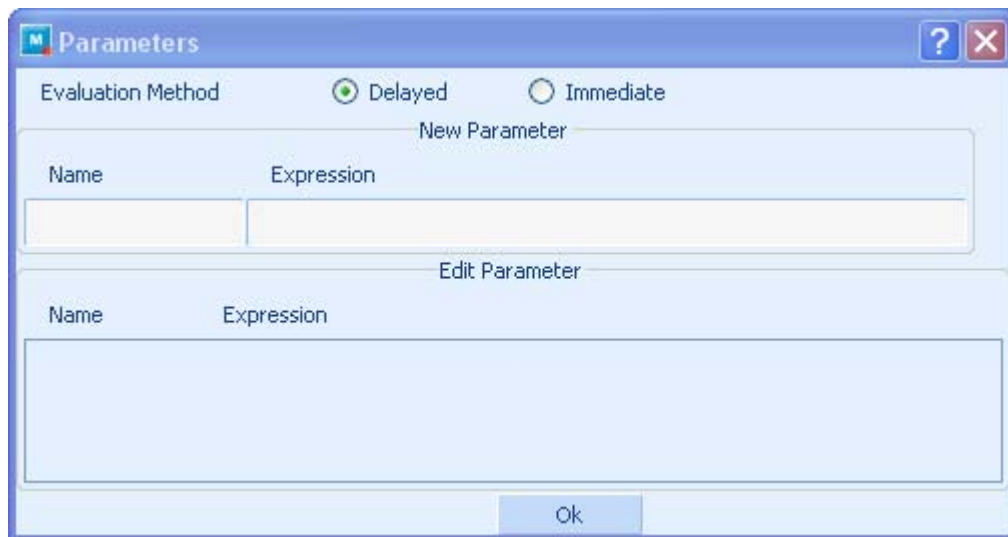 M Parameters ?
Evaluation Method Delayed Immediate
New Parameter
Name Expression
Edit Parameter
Name Expression
Ok